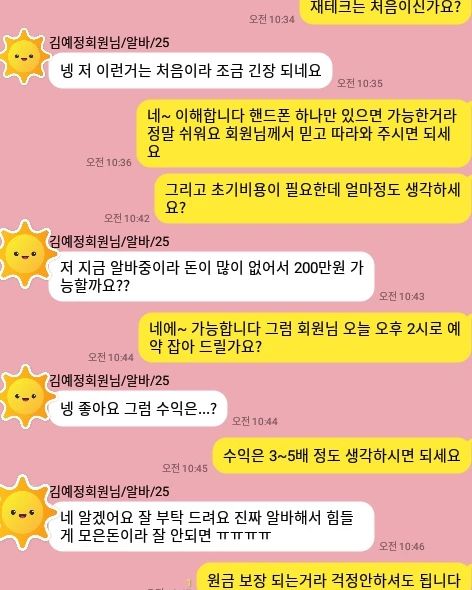 재테크는 처음이신가요?
오전 10:34
김예정회원님/알바/25
넹 저 이런거는 처음이라 조금 긴장 되네요
오전 10:35
네~ 이해합니다 핸드폰 하나만 있으면 가능한거라
정말 쉬워요 회원님께서 믿고 따라와 주시면 되세
요
오전 10:36
그리고 초기비용이 필요한데 얼마정도 생각하세
요?
오전 10:42
김예정회원님/알바/25
저 지금 알바중이라 돈이 많이 없어서 200만원 가
능할까요??
오전 10:43
네에~ 가능합니다 그럼 회원님 오늘 오후 2시로 예
약 잡아 드릴가요?
오전 10:44
김예정회원님/알바/25
넹 좋아요 그럼 수익은...?
오전 10:44
수익은 3~5배 정도 생각하시면 되세요
오전 10:45
김예정회원님/알바/25
네 알겠어요 잘 부탁 드려요 진짜 알바해서 힘들
게 모은돈이라 잘 안되면 ㅠㅠㅠㅠ
오전 10:46
원금 보장 되는거라 걱정안하셔도 됩니다